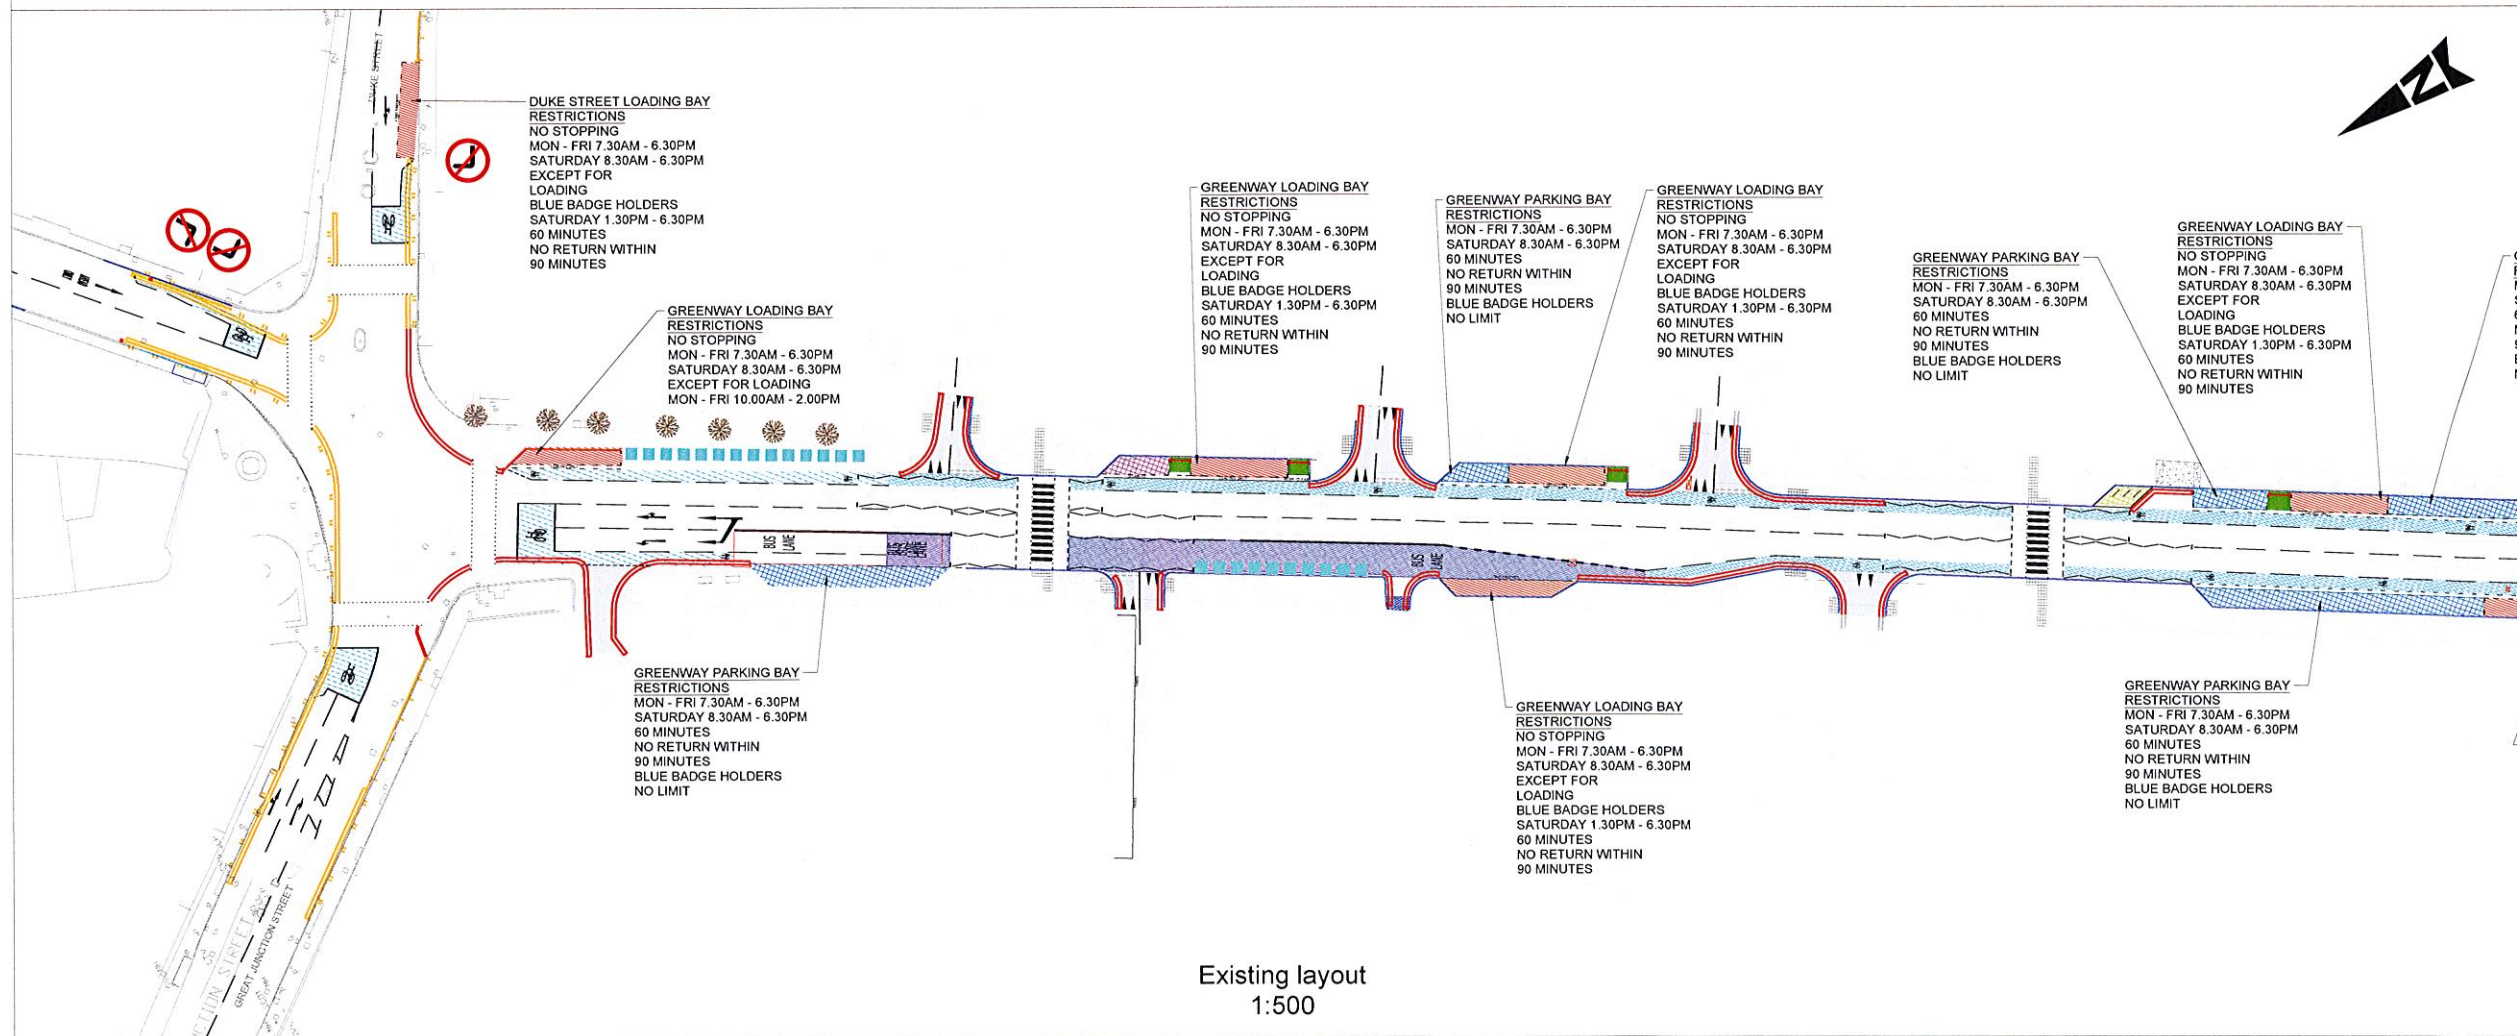 DUKE STREET
DUKE STREET LOADING BAY
RESTRICTIONS
NO STOPPING
MON - FRI 7.30AM - 6.30PM
SATURDAY 8.30AM - 6.30PM
EXCEPT FOR
LOADING
BLUE BADGE HOLDERS
SATURDAY 1.30PM - 6.30PM
60 MINUTES
NO RETURN WITHIN
90 MINUTES
GREENWAY LOADING BAY
RESTRICTIONS
NO STOPPING
MON - FRI 7.30AM - 6.30PM
SATURDAY 8.30AM - 6.30PM
EXCEPT FOR LOADING
MON - FRI 10.00AM - 2.00PM
GREENWAY LOADING BAY
RESTRICTIONS
NO STOPPING
MON - FRI 7.30AM - 6.30PM
SATURDAY 8.30AM - 6.30PM
EXCEPT FOR
LOADING
BLUE BADGE HOLDERS
SATURDAY 1.30PM - 6.30PM
60 MINUTES
NO RETURN WITHIN
90 MINUTES
GREENWAY PARKING BAY
RESTRICTIONS
MON - FRI 7.30AM - 6.30PM
SATURDAY 8.30AM - 6.30PM
60 MINUTES
NO RETURN WITHIN
90 MINUTES
BLUE BADGE HOLDERS
NO LIMIT
GREENWAY LOADING BAY
RESTRICTIONS
NO STOPPING
MON - FRI 7.30AM - 6.30PM
SATURDAY 8.30AM - 6.30PM
EXCEPT FOR
LOADING
BLUE BADGE HOLDERS
SATURDAY 1.30PM - 6.30PM
60 MINUTES
NO RETURN WITHIN
90 MINUTES
GREENWAY PARKING BAY
RESTRICTIONS
MON - FRI 7.30AM - 6.30PM
SATURDAY 8.30AM - 6.30PM
60 MINUTES
NO RETURN WITHIN
90 MINUTES
BLUE BADGE HOLDERS
NO LIMIT
GREENWAY LOADING BAY
RESTRICTIONS
NO STOPPING
MON - FRI 7.30AM - 6.30PM
SATURDAY 8.30AM - 6.30PM
EXCEPT FOR
LOADING
BLUE BADGE HOLDERS
SATURDAY 1.30PM - 6.30PM
60 MINUTES
NO RETURN WITHIN
90 MINUTES
N
BUS
LANE
BUS
LANE
BUS
LANE
GREENWAY PARKING BAY
RESTRICTIONS
MON - FRI 7.30AM - 6.30PM
SATURDAY 8.30AM - 6.30PM
60 MINUTES
NO RETURN WITHIN
90 MINUTES
BLUE BADGE HOLDERS
NO LIMIT
GREENWAY LOADING BAY
RESTRICTIONS
NO STOPPING
MON - FRI 7.30AM - 6.30PM
SATURDAY 8.30AM - 6.30PM
EXCEPT FOR
LOADING
BLUE BADGE HOLDERS
SATURDAY 1.30PM - 6.30PM
60 MINUTES
NO RETURN WITHIN
90 MINUTES
GREENWAY PARKING BAY
RESTRICTIONS
MON - FRI 7.30AM - 6.30PM
SATURDAY 8.30AM - 6.30PM
60 MINUTES
NO RETURN WITHIN
90 MINUTES
BLUE BADGE HOLDERS
NO LIMIT
GREAT JUNCTION STREET
Existing layout
1:500